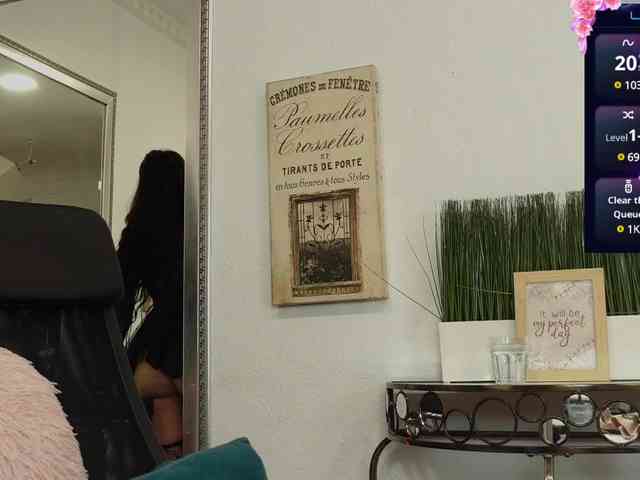 CRÉMONES DE FENÊTRE
Paumelles
Crossettes
ET
TIRANTS DE PORTE
en tous Genres & tous Styles
it will be
my perfect
day
20
103
Level 1-
69
Clear th
Queue
1K